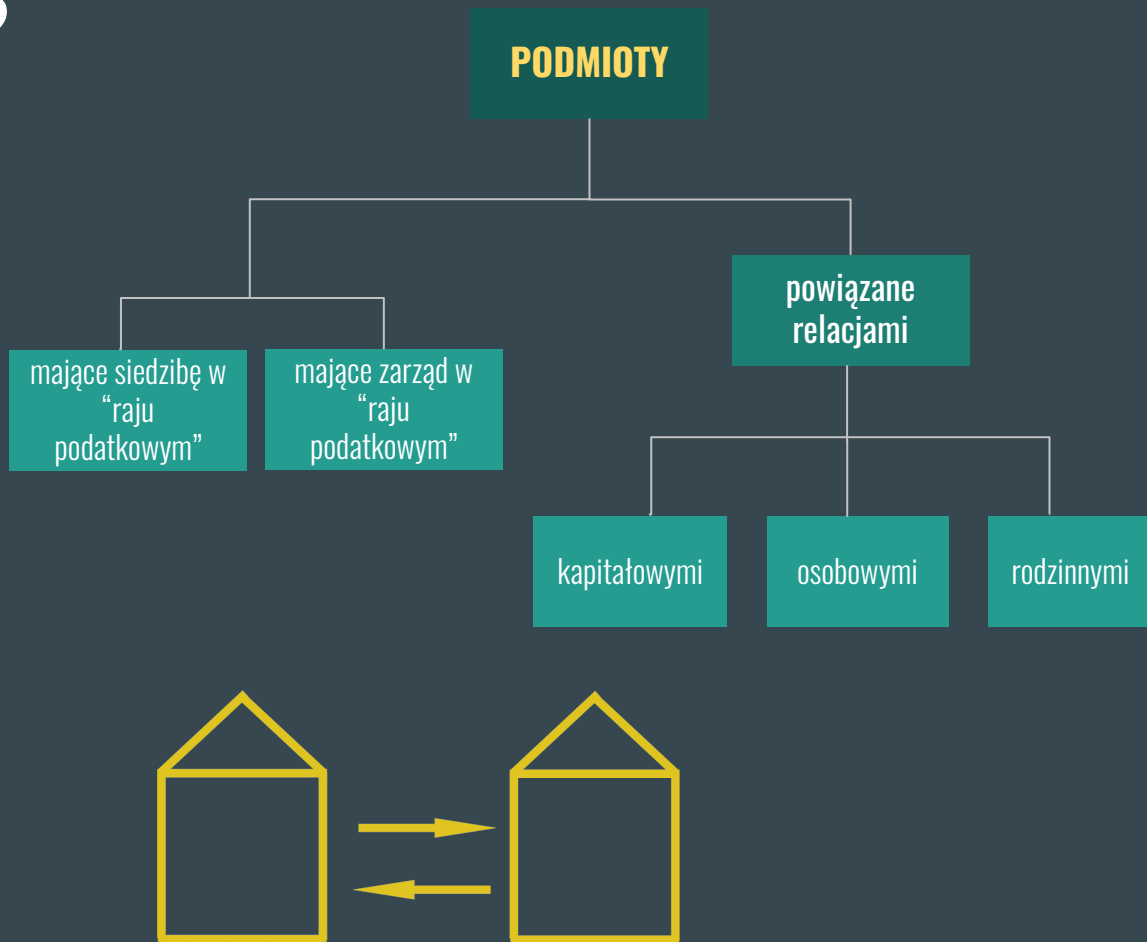 PODMIOTY
powiązane
relacjami
mające siedzibę w
“raju
podatkowym”
mające zarząd w
“raju
podatkowym”
kapitałowymi
osobowymi
rodzinnymi